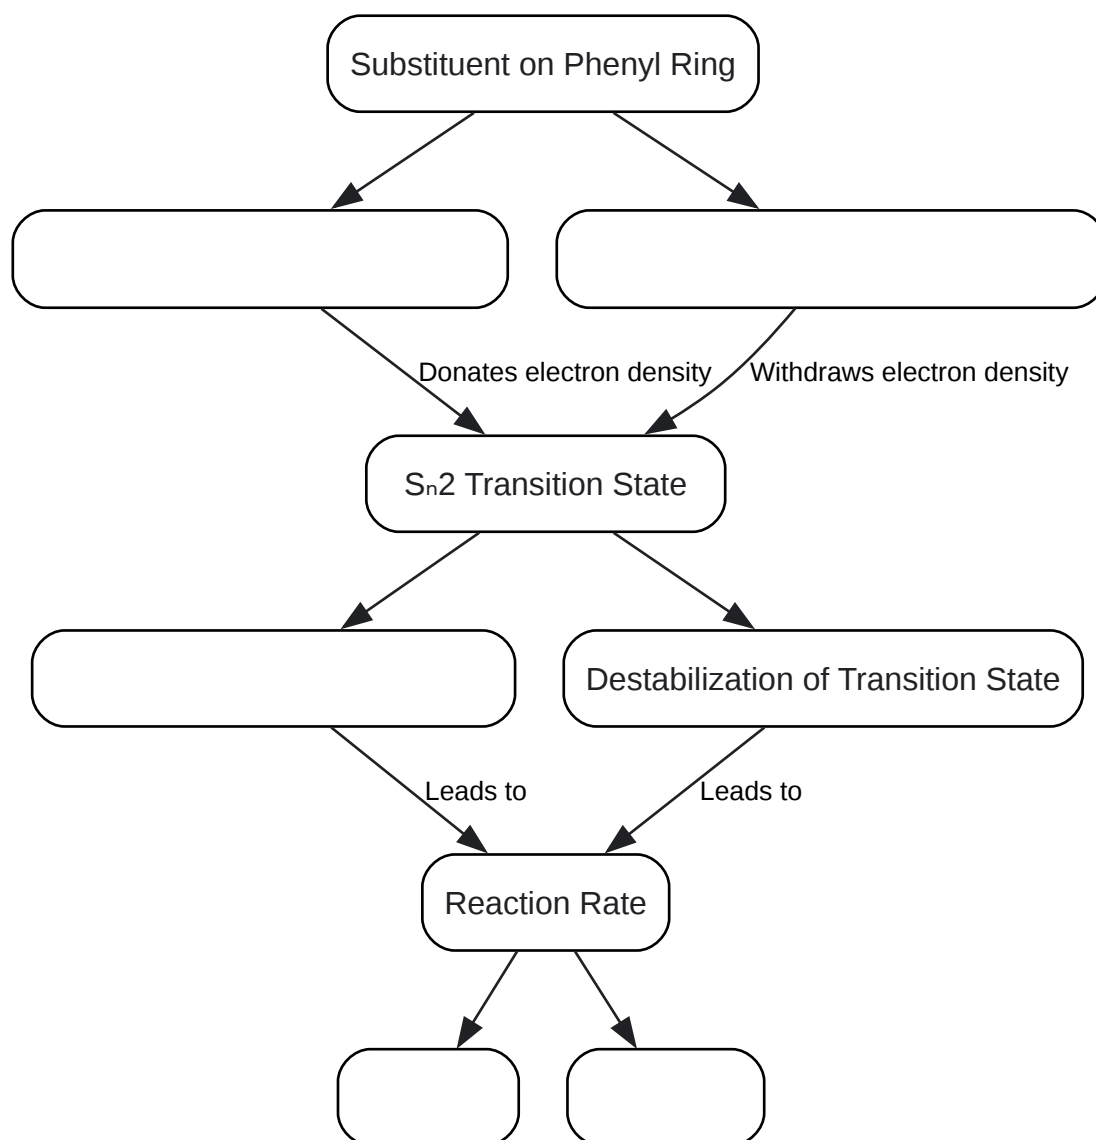 Substituent on Phenyl Ring
Donates electron density
Withdraws electron density
Sₙ2 Transition State
Destabilization of Transition State
Leads to
Leads to
Reaction Rate